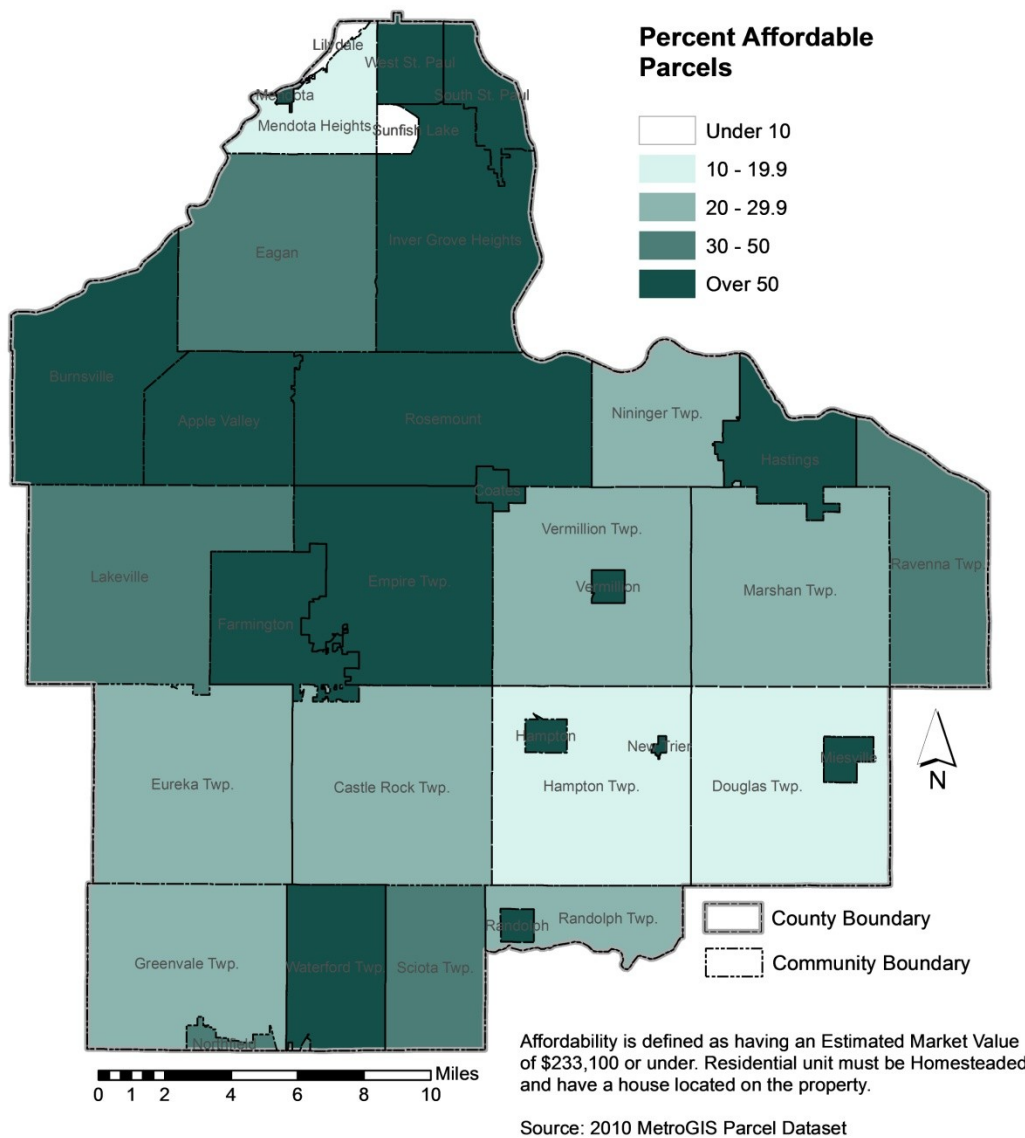 Percent Affordable
Parcels
Under 10
10 - 19.9
20 - 29.9
30 - 50
Over 50
Lilydale
West St. Paul
Mendota
South St. Paul
Mendota Heights
Sunfish Lake
Inver Grove Heights
Eagan
Burnsville
Apple Valley
Rosemount
Nininger Twp.
Hastings
Coates
Vermillion Twp.
Ravenna Twp.
Lakeville
Empire Twp.
Vermillion
Marshan Twp.
Farmington
Hampton
New Trier
Miesville
Eureka Twp.
Castle Rock Twp.
Hampton Twp.
Douglas Twp.
N
Randolph
Randolph Twp.
County Boundary
Greenvale Twp.
Waterford Twp.
Sciota Twp.
Community Boundary
Northfield
Miles
0 1 2 4 6 8 10
Affordability is defined as having an Estimated Market Value
of $233,100 or under. Residential unit must be Homesteaded
and have a house located on the property.
Source: 2010 MetroGIS Parcel Dataset